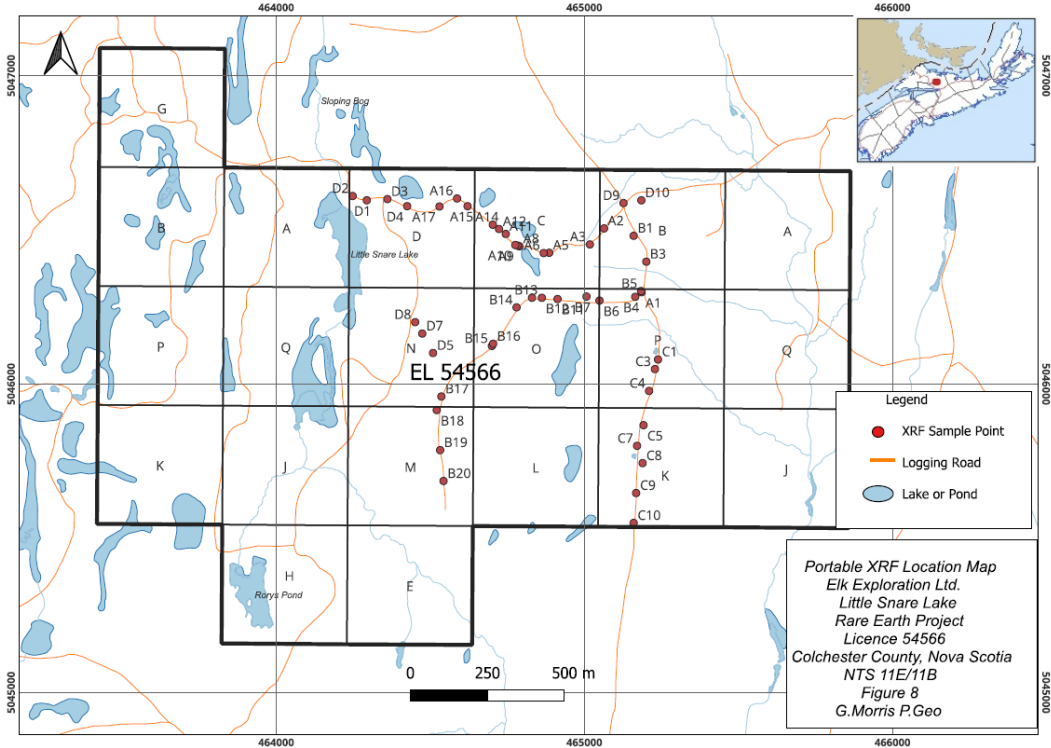 464000
465000
466000
5047000
5047000
G
Sloping Bog
D2
D3
A16
D9
D10
D1
D4
A17
A15
A14
A12
A11
C
A2
B1
B
B
A
D
A8
A6
A5
A3
A
Little Snare Lake
A9
B3
B5
B13
B14
B12
B7
B6
B4
A1
D8
D7
B15
B16
P
Q
N
D5
O
P
C1
Q
C3
EL 54566
5046000
5046000
C4
B17
B18
Legend
XRF Sample Point
C5
C7
B19
C8
Logging Road
K
J
M
B20
L
K
J
C9
Lake or Pond
C10
H
E
Rorys Pond
Portable XRF Location Map
Elk Exploration Ltd.
Little Snare Lake
Rare Earth Project
Licence 54566
Colchester County, Nova Scotia
NTS 11E/11B
Figure 8
G.Morris P.Geo
0 250 500 m
5045000
5045000
464000
465000
466000